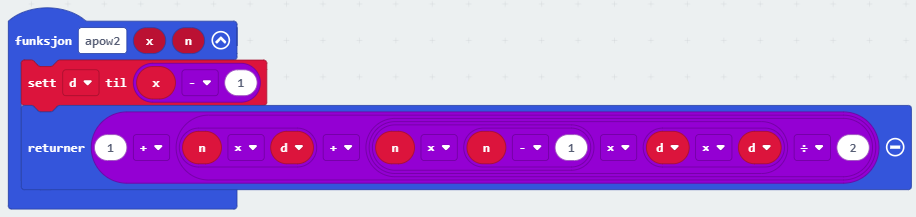 funksjon apow2 x n
sett d til x - 1
returner 1 + n x d + n x n - 1 x d x d ÷ 2